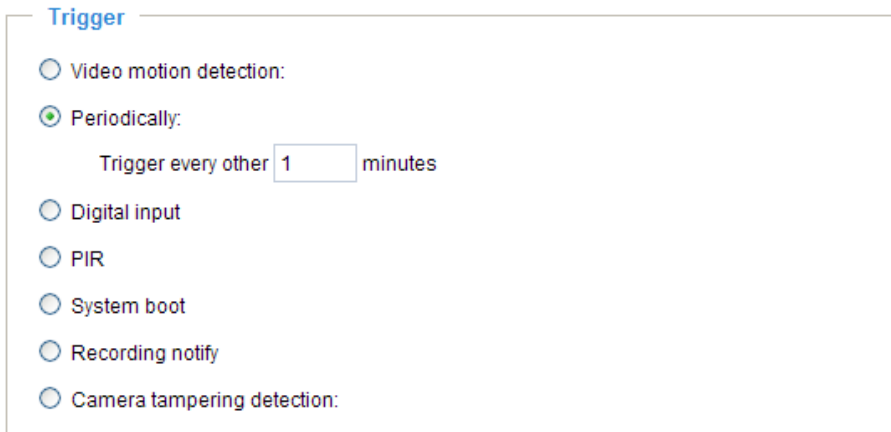 Trigger
Video motion detection:
Periodically:
Trigger every other 1 minutes
Digital input
PIR
System boot
Recording notify
Camera tampering detection: